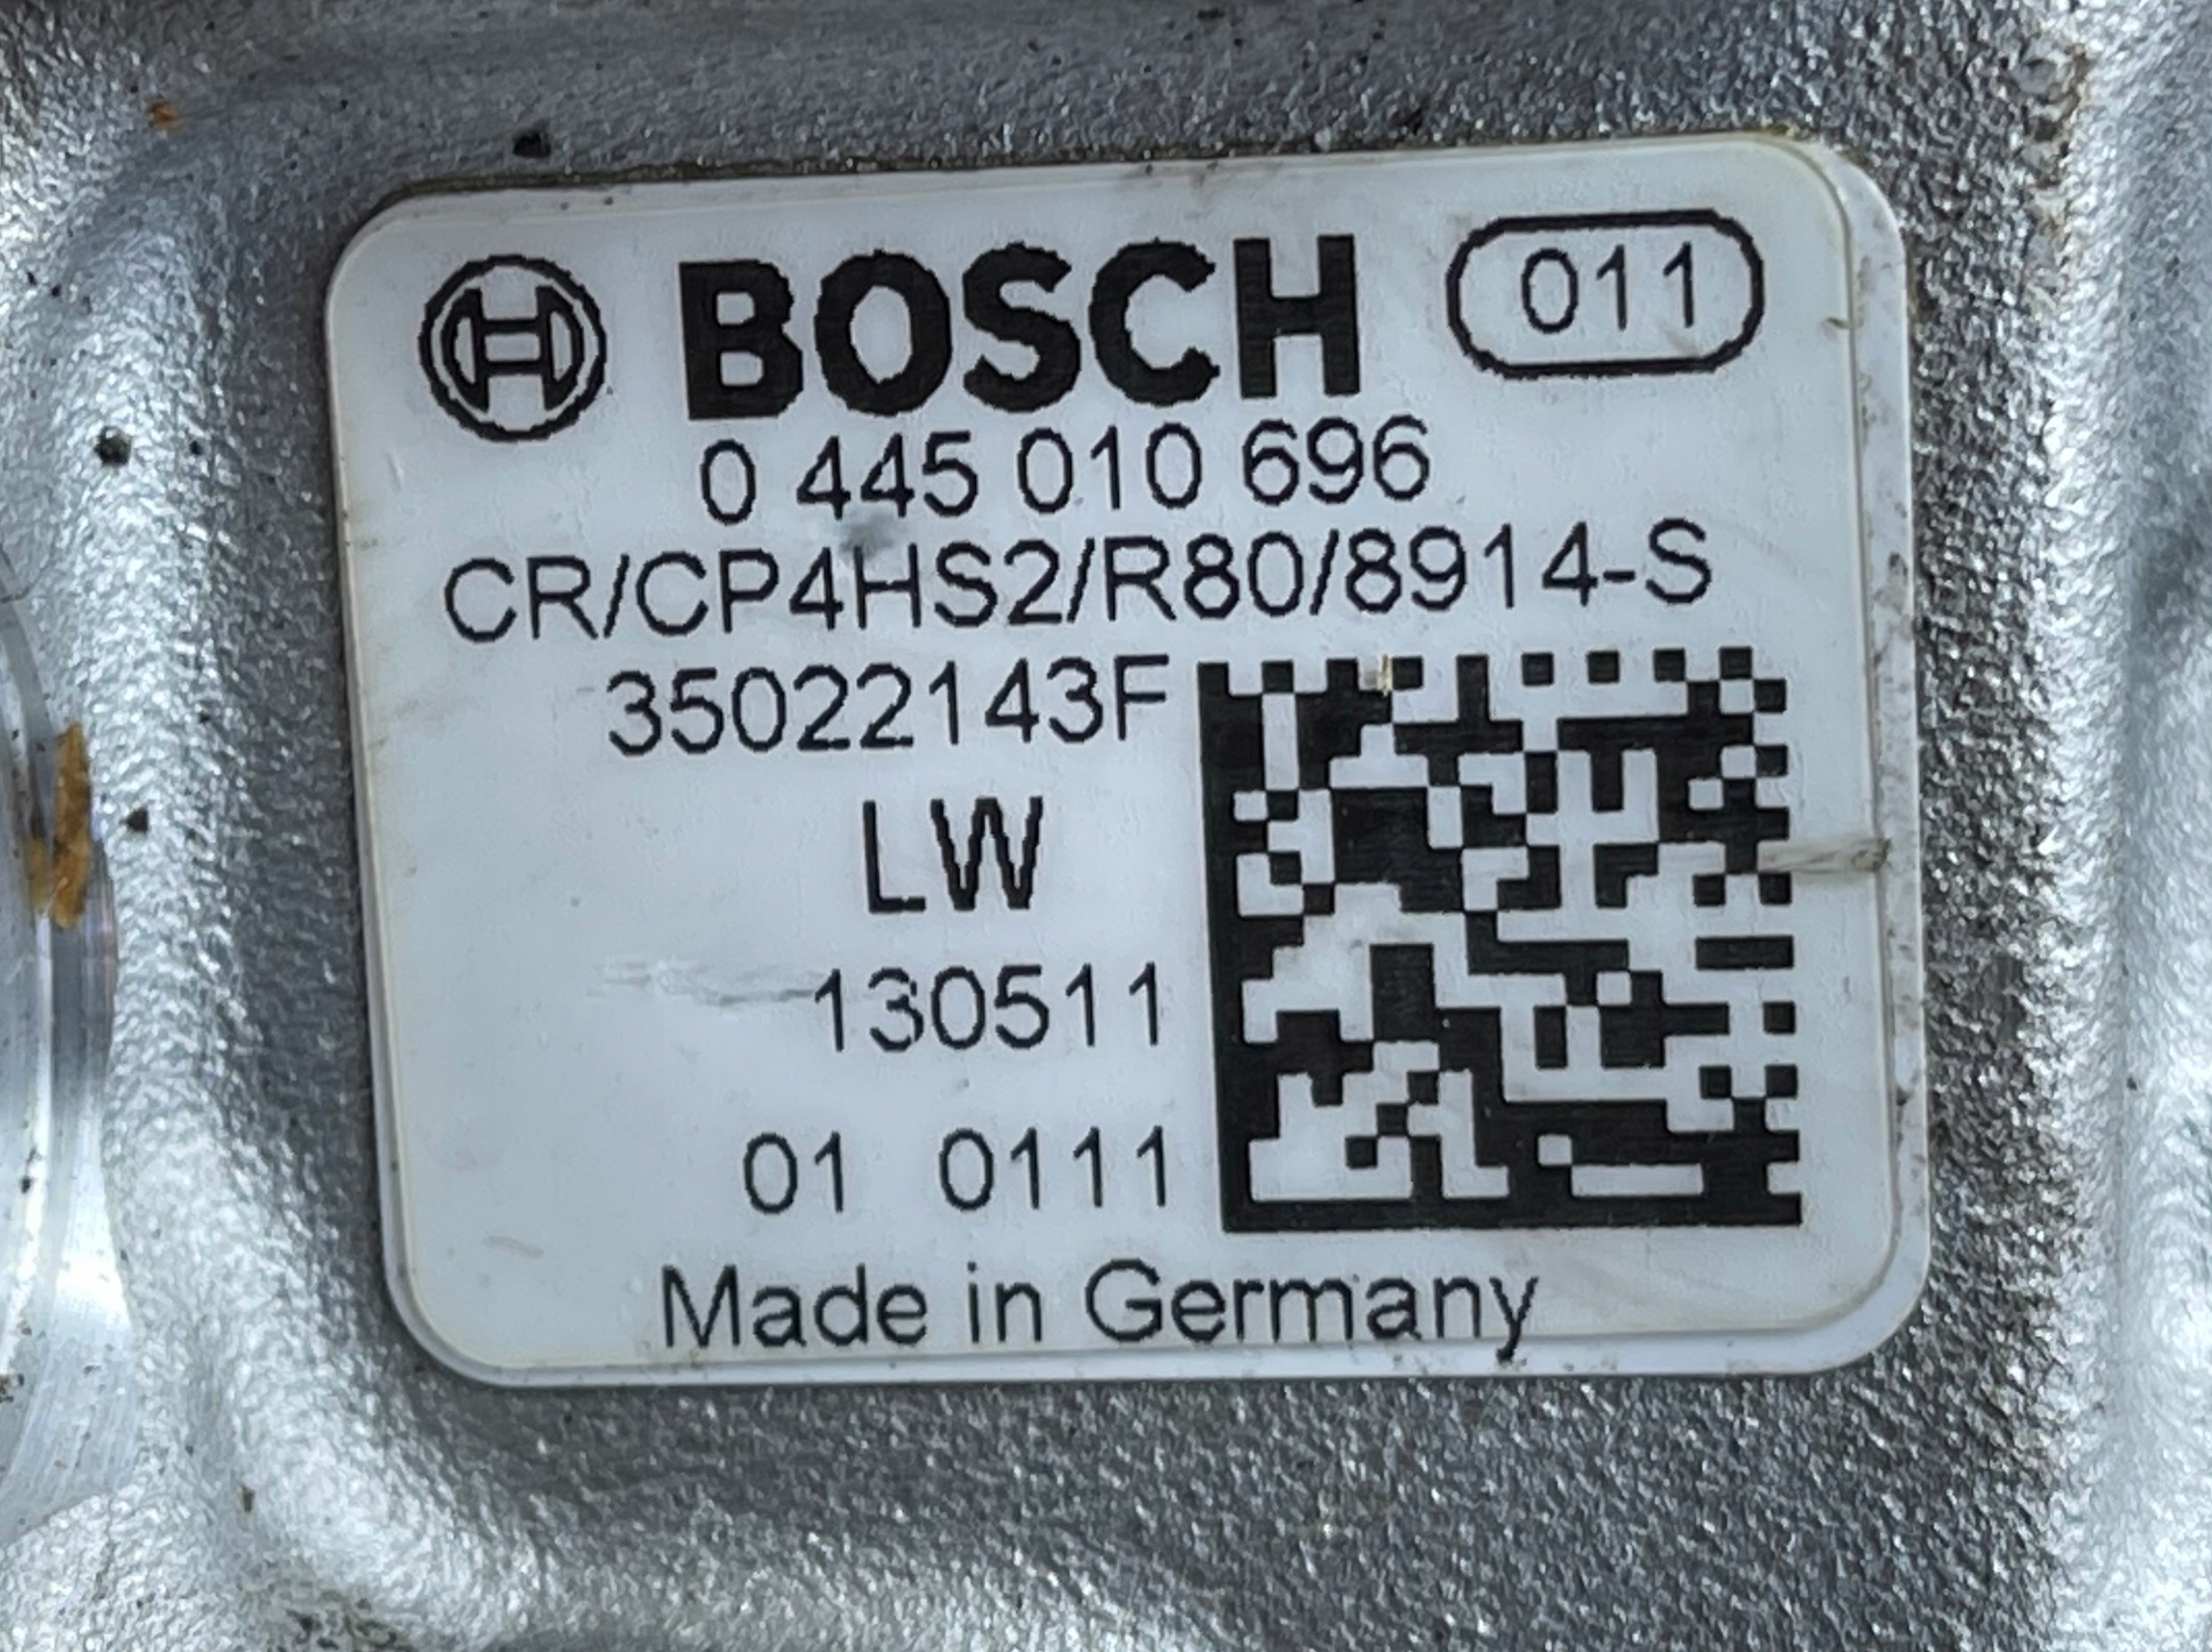 BOSCH 011
0 445 010 696
CR/CP4HS2/R80/8914-S
35022143F
LW
130511
01 0111
Made in Germany